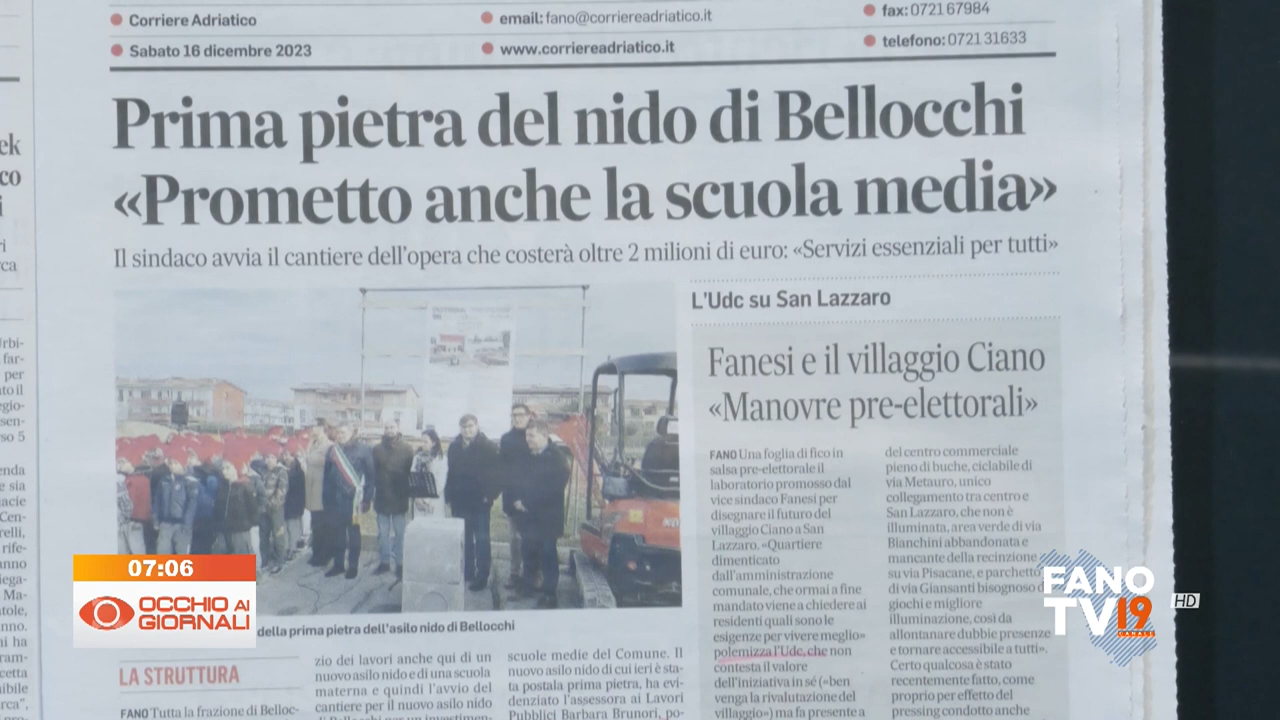 Corriere Adriatico
email: fano@corriereadriatico.it
fax: 0721 67984
Sabato 16 dicembre 2023
www.corriereadriatico.it
telefono: 0721 31633
Prima pietra del nido di Bellocchi
«Prometto anche la scuola media»
Il sindaco avvia il cantiere dell'opera che costerà oltre 2 milioni di euro: «Servizi essenziali per tutti»
L'Udc su San Lazzaro
Fanesi e il villaggio Ciano
«Manovre pre-elettorali»
FANO Una foglia di fico in
salsa pre-elettorale il
laboratorio promosso dal
vice sindaco Fanesi per
disegnare il futuro del
villaggio Ciano a San
Lazzaro. «Quartiere
dimenticato
dall'amministrazione
comunale, che ormai a fine
mandato viene a chiedere ai
residenti quali sono le
esigenze per vivere meglio»
polemizza l'Udc, che non
contesta il valore
dell'iniziativa in sé («ben
venga la rivalutazione del
villaggio») ma fa presente a
del centro commerciale
pieno di buche, ciclabile di
via Metauro, unico
collegamento tra centro e
San Lazzaro, che non è
illuminata, area verde di via
Bianchini abbandonata e
mancante della recinzione
su via Pisacane, e parchetto
di via Giansanti bisognoso
giochi e migliore
illuminazione, così da
allontanare dubbie presenze
e tornare accessibile a tutti».
Certo qualcosa è stato
recentemente fatto, come
proprio per effetto del
pressing condotto anche
della prima pietra dell'asilo nido di Bellocchi
LA STRUTTURA
FANO Tutta la frazione di Belloc-
zio dei lavori anche qui di un
nuovo asilo nido e di una scuola
materna e quindi l'avvio del
cantiere per il nuovo asilo nido
scuole medie del Comune. Il
nuovo asilo nido di cui ieri è sta-
ta postala prima pietra, ha evi-
denziato l'assessora ai Lavori
Pubblici Barbara Brunori, po-
07:06
OCCHIO AI
GIORNALI
FANO
TV 19
CANALE
HD